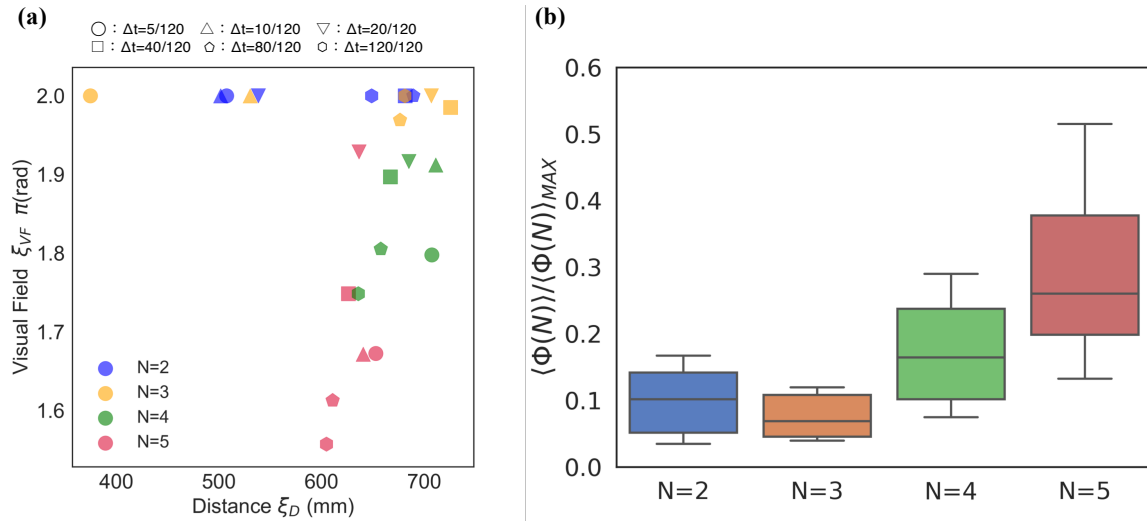 (a)
: Δt=5/120 : Δt=10/120 : Δt=20/120
: Δt=40/120 : Δt=80/120 : Δt=120/120
2.0
1.9
1.8
1.7
1.6
Visual Field ξVF π(rad)
N=2
N=3
N=4
N=5
400 500 600 700
Distance ξD (mm)
(b)
0.6
0.5
0.4
0.3
0.2
0.1
0.0
⟨Φ(N)⟩/⟨Φ(N)⟩MAX
N=2 N=3 N=4 N=5